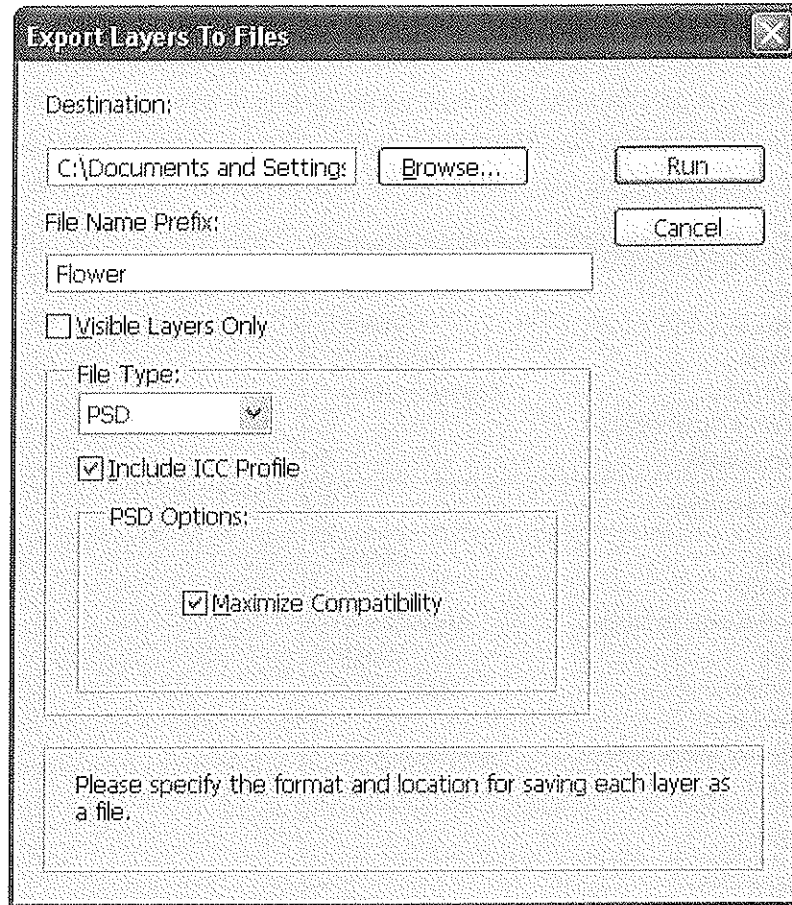 Export Layers To Files
Destination:
C:\Documents and Settings
Browse...
Run
File Name Prefix:
Cancel
Flower
Visible Layers Only
File Type:
PSD
Include ICC Profile
PSD Options:
Maximize Compatibility
Please specify the format and location for saving each layer as
a file.